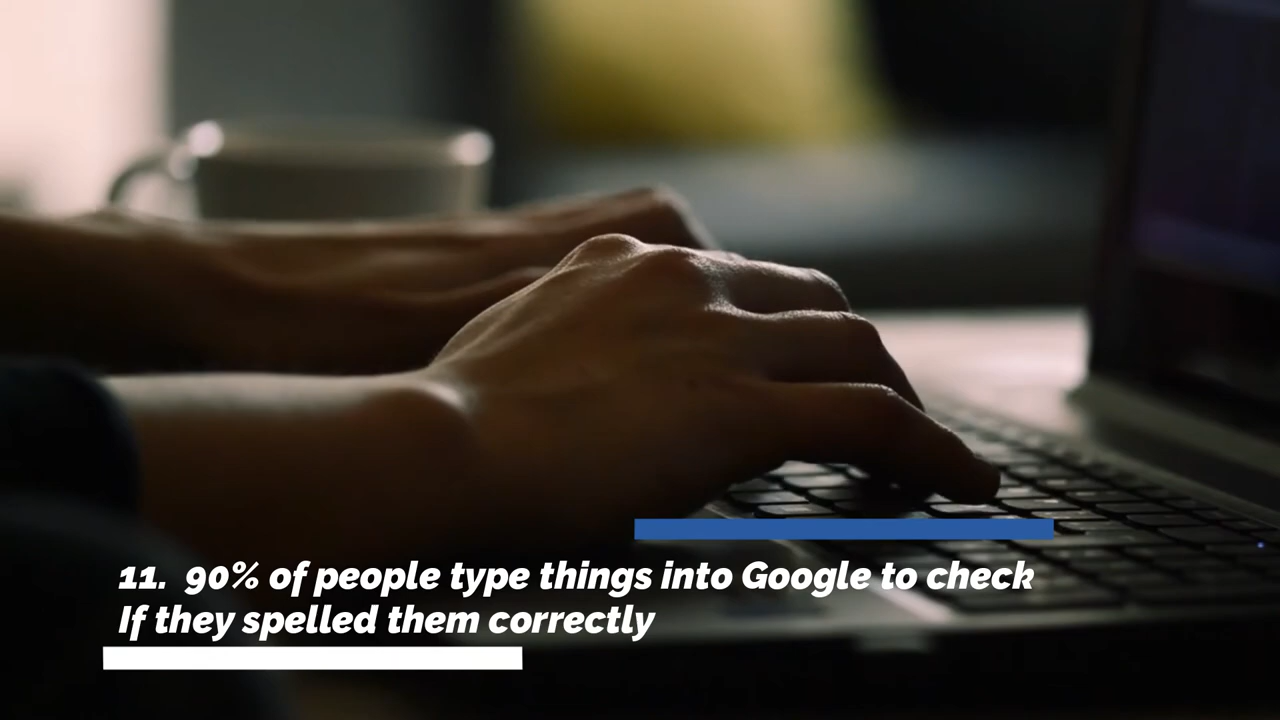 11. 90% of people type things into Google to check
If they spelled them correctly